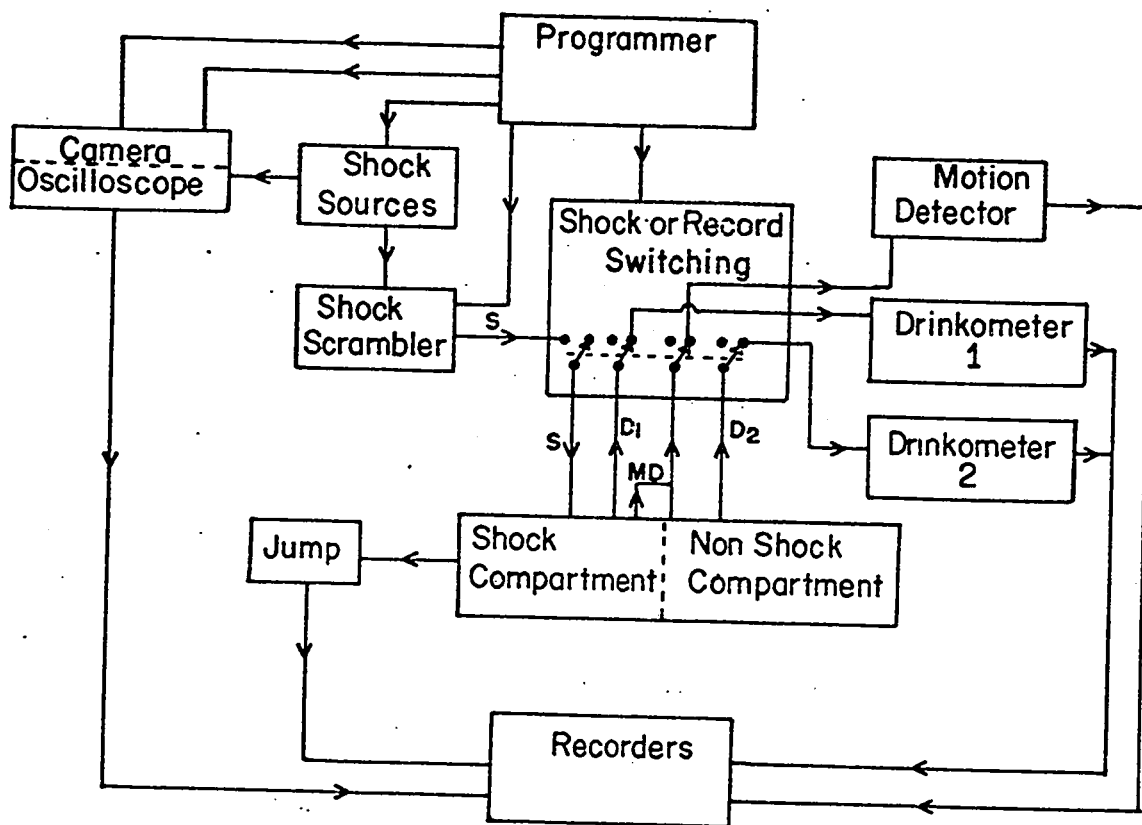 Programmer
Camera
Oscilloscope
Shock
Sources
Motion
Detector
Shock or Record
Switching
Shock
Scrambler
S
Drinkometer
1
S
D1
MD
D2
Drinkometer
2
Jump
Shock
Compartment
Non Shock
Compartment
Recorders